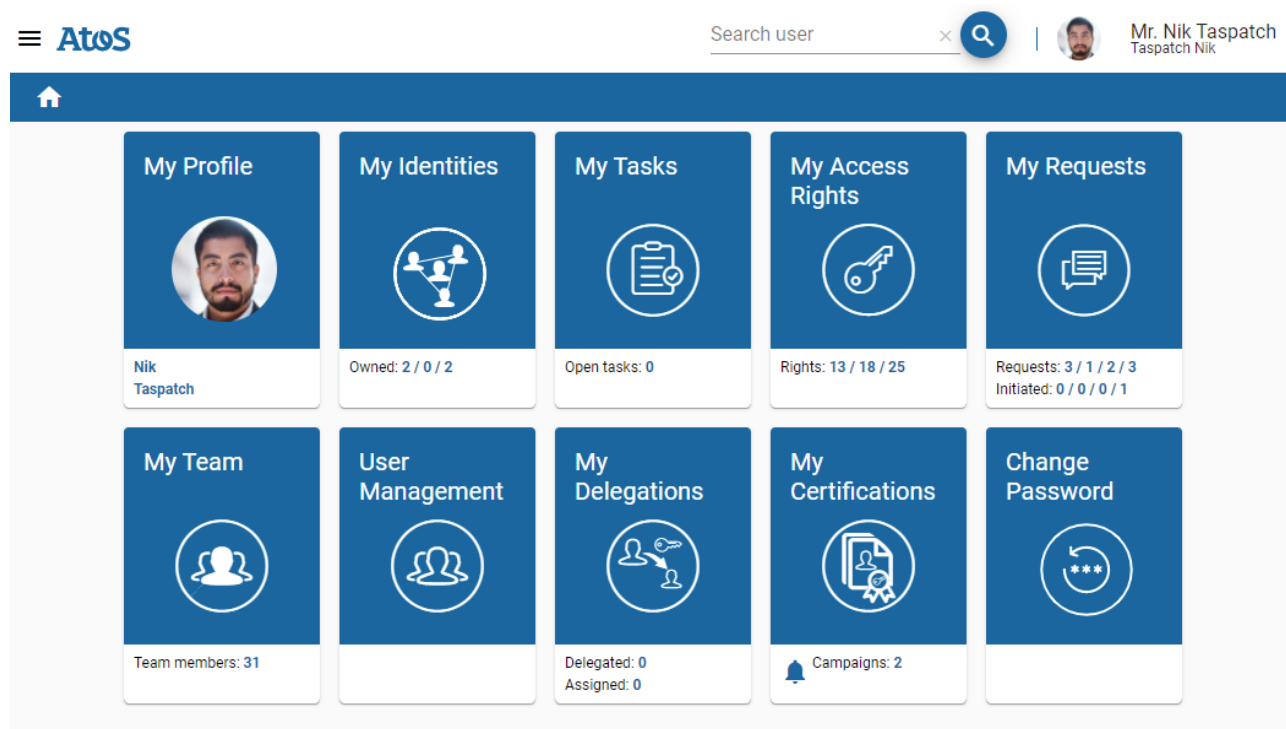 Atos
Search user
Mr. Nik Taspatch
Taspatch Nik
My Profile
My Identities
My Tasks
My Access
Rights
My Requests
Nik
Taspatch
Owned: 2 / 0 / 2
Open tasks: 0
Rights: 13 / 18 / 25
Requests: 3 / 1 / 2 / 3
Initiated: 0 / 0 / 0 / 1
My Team
User
Management
My
Delegations
My
Certifications
Change
Password
***
Team members: 31
Delegated: 0
Assigned: 0
Campaigns: 2